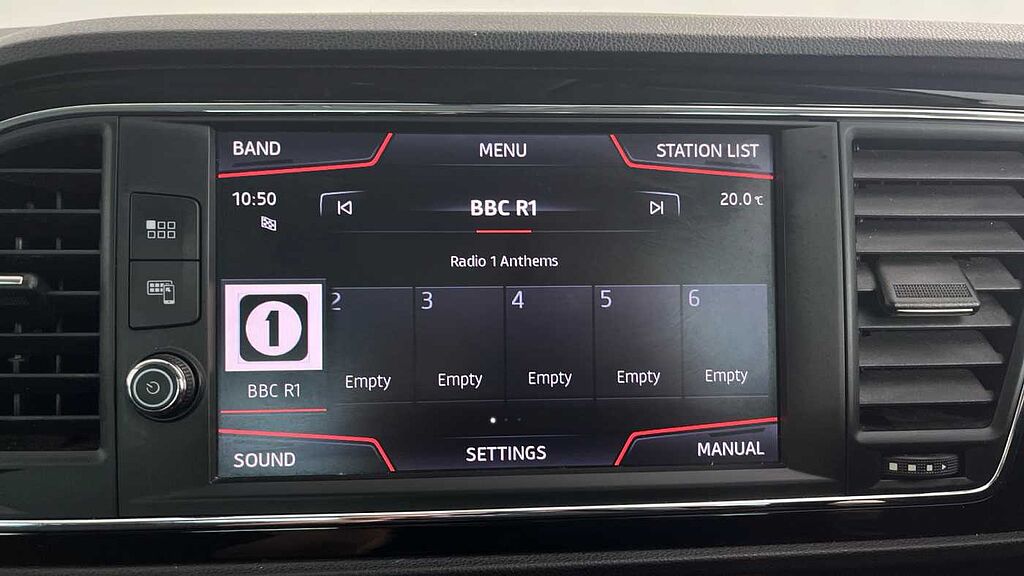 BAND MENU STATION LIST
10:50 BBC R1 20.0°C
Radio 1 Anthems
1 2 3 4 5 6
Empty Empty Empty Empty Empty
BBC R1
SOUND SETTINGS MANUAL